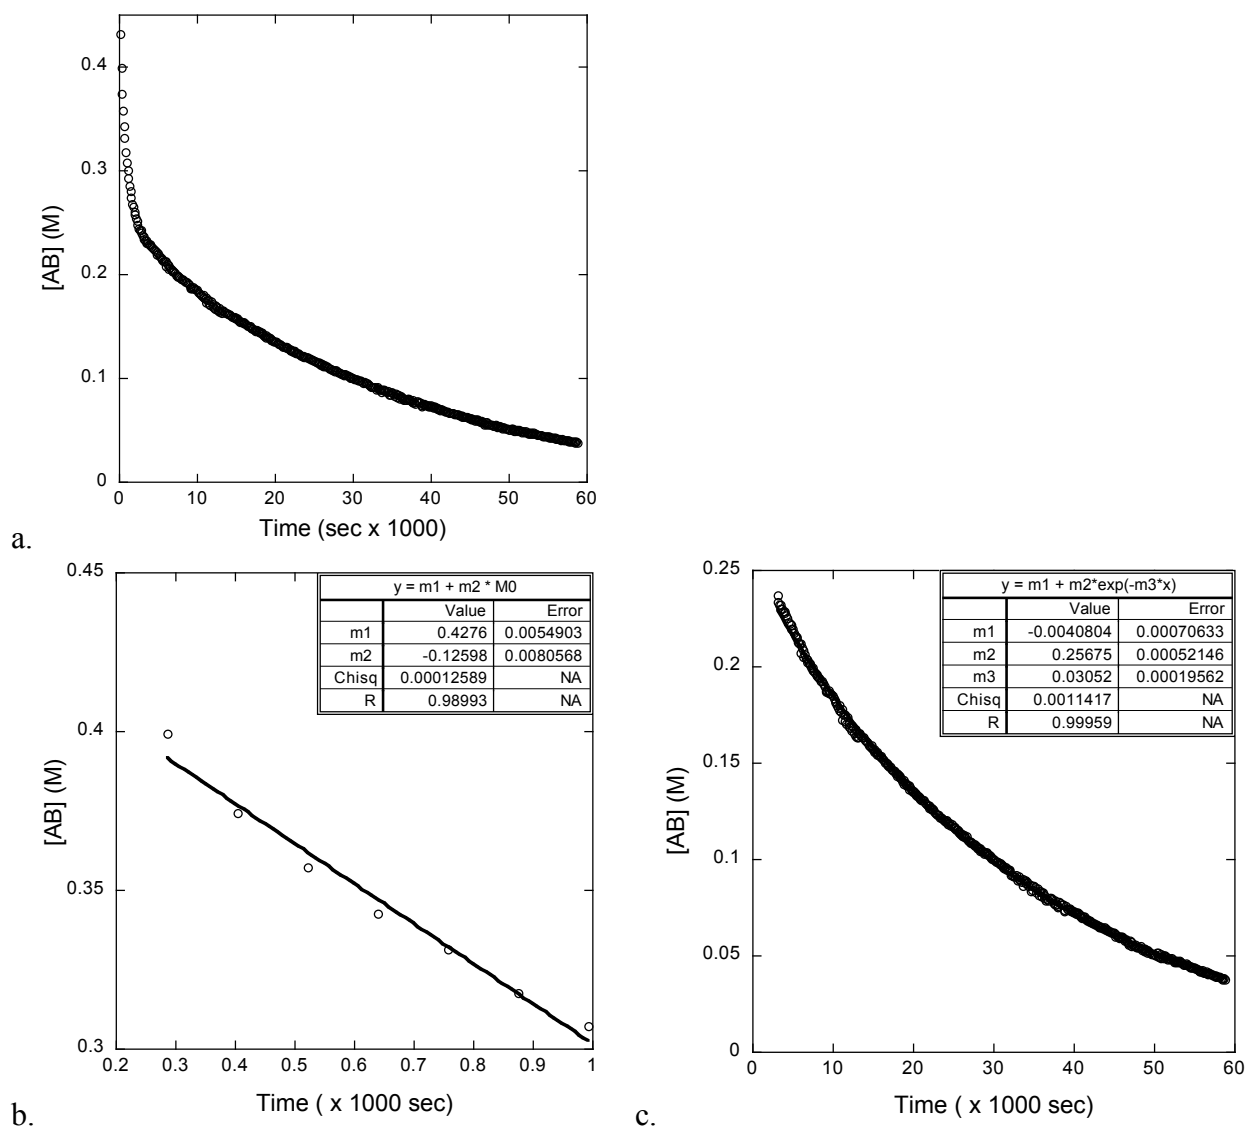 0.4
0.3
0.2
0.1
0
[AB] (M)
0 10 20 30 40 50 60
Time (sec x 1000)
a.
0.45
0.4
0.35
0.3
[AB] (M)
y = m1 + m2 * M0
Value Error
m1 0.4276 0.0054903
m2 -0.12598 0.0080568
Chisq 0.00012589 NA
R 0.98993 NA
0.2 0.3 0.4 0.5 0.6 0.7 0.8 0.9 1
Time ( x 1000 sec)
b.
0.25
0.2
0.15
0.1
0.05
0
[AB] (M)
y = m1 + m2*exp(-m3*x)
Value Error
m1 -0.0040804 0.00070633
m2 0.25675 0.00052146
m3 0.03052 0.00019562
Chisq 0.0011417 NA
R 0.99959 NA
0 10 20 30 40 50 60
Time ( x 1000 sec)
c.